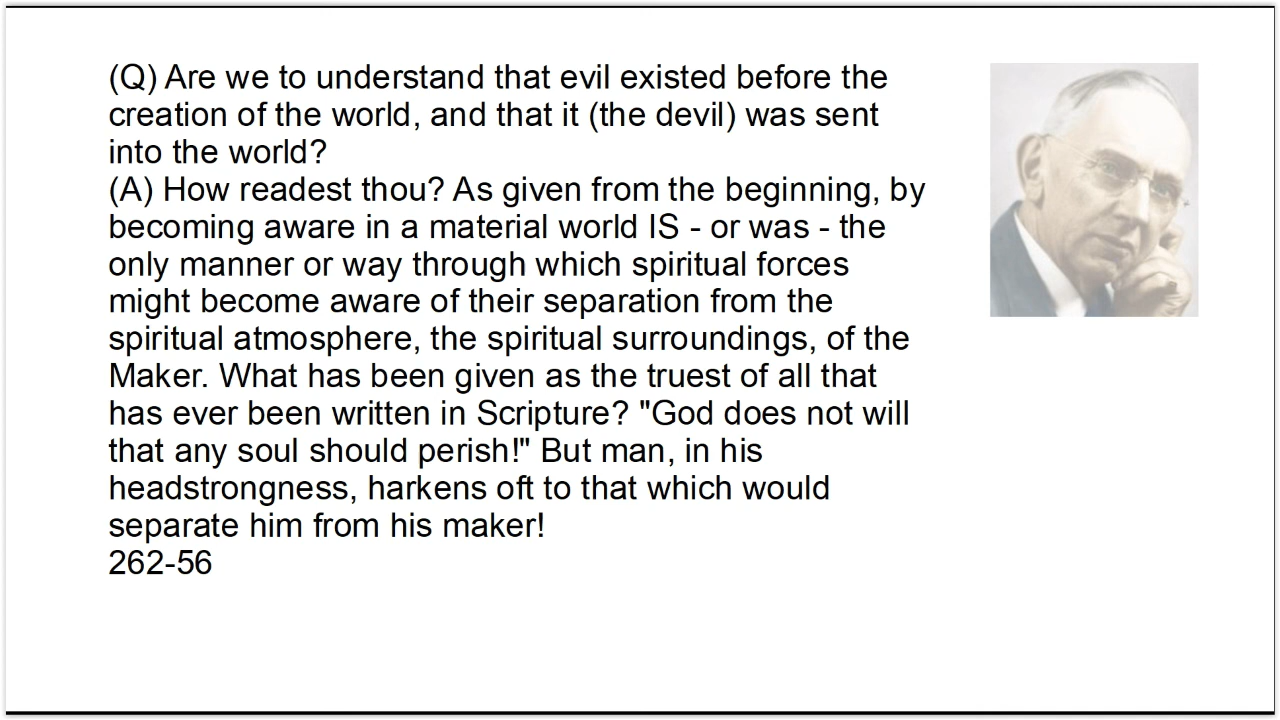 (Q) Are we to understand that evil existed before the
creation of the world, and that it (the devil) was sent
into the world?
(A) How readest thou? As given from the beginning, by
becoming aware in a material world IS - or was - the
only manner or way through which spiritual forces
might become aware of their separation from the
spiritual atmosphere, the spiritual surroundings, of the
Maker. What has been given as the truest of all that
has ever been written in Scripture? "God does not will
that any soul should perish!" But man, in his
headstrongness, harkens oft to that which would
separate him from his maker!
262-56